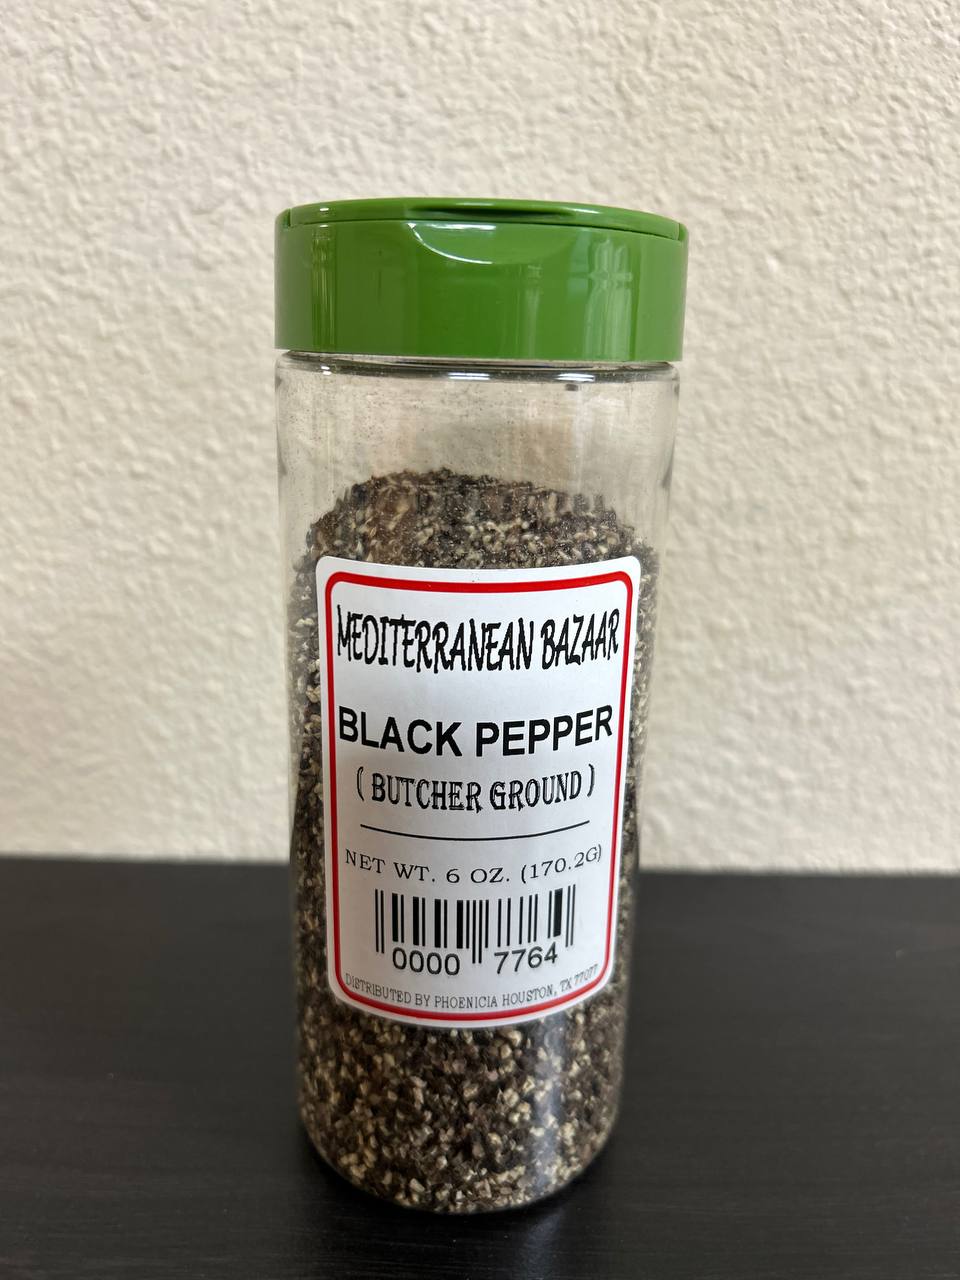 MEDITERRANEAN BAZAAR
BLACK PEPPER
( BUTCHER GROUND )
NET WT. 6 OZ. (170.2G)
0000 7764
DISTRIBUTED BY PHOENICIA HOUSTON, TX 77077